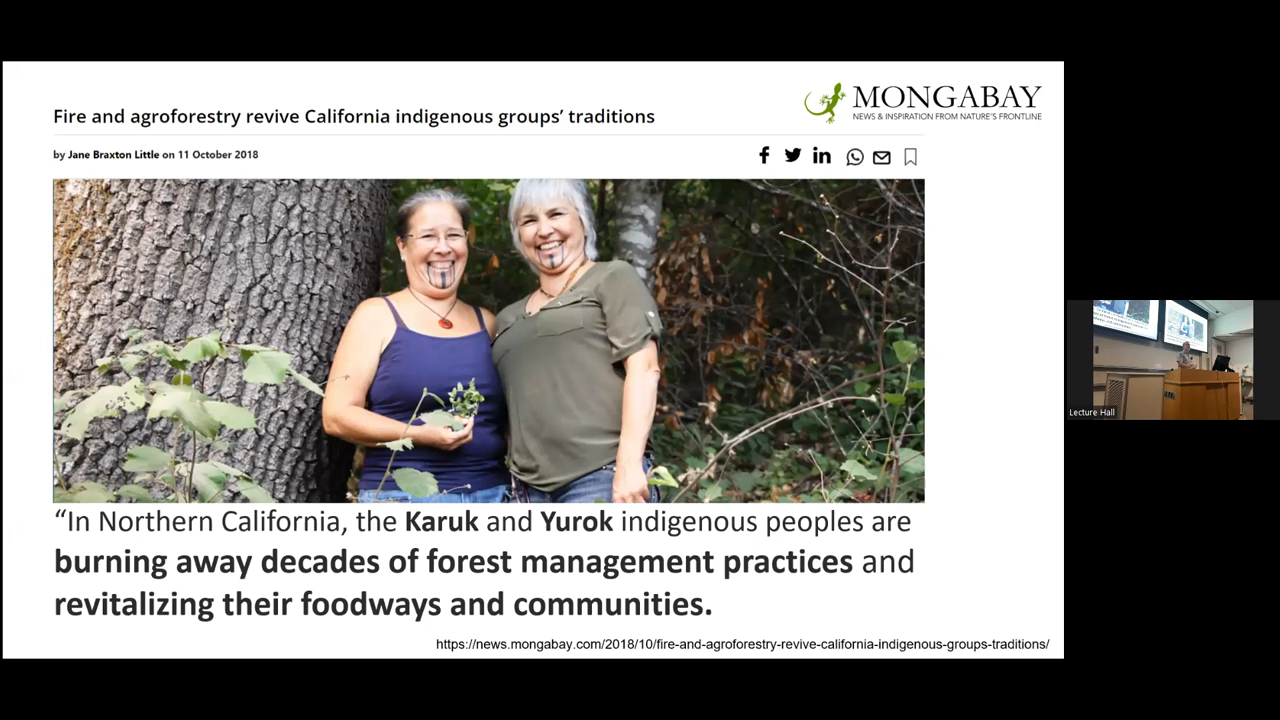 Fire and agroforestry revive California indigenous groups’ traditions
MONGABAY
NEWS & INSPIRATION FROM NATURE'S FRONTLINE
by Jane Braxton Little on 11 October 2018
“In Northern California, the Karuk and Yurok indigenous peoples are
burning away decades of forest management practices and
revitalizing their foodways and communities.
https://news.mongabay.com/2018/10/fire-and-agroforestry-revive-california-indigenous-groups-traditions/
Lecture Hall